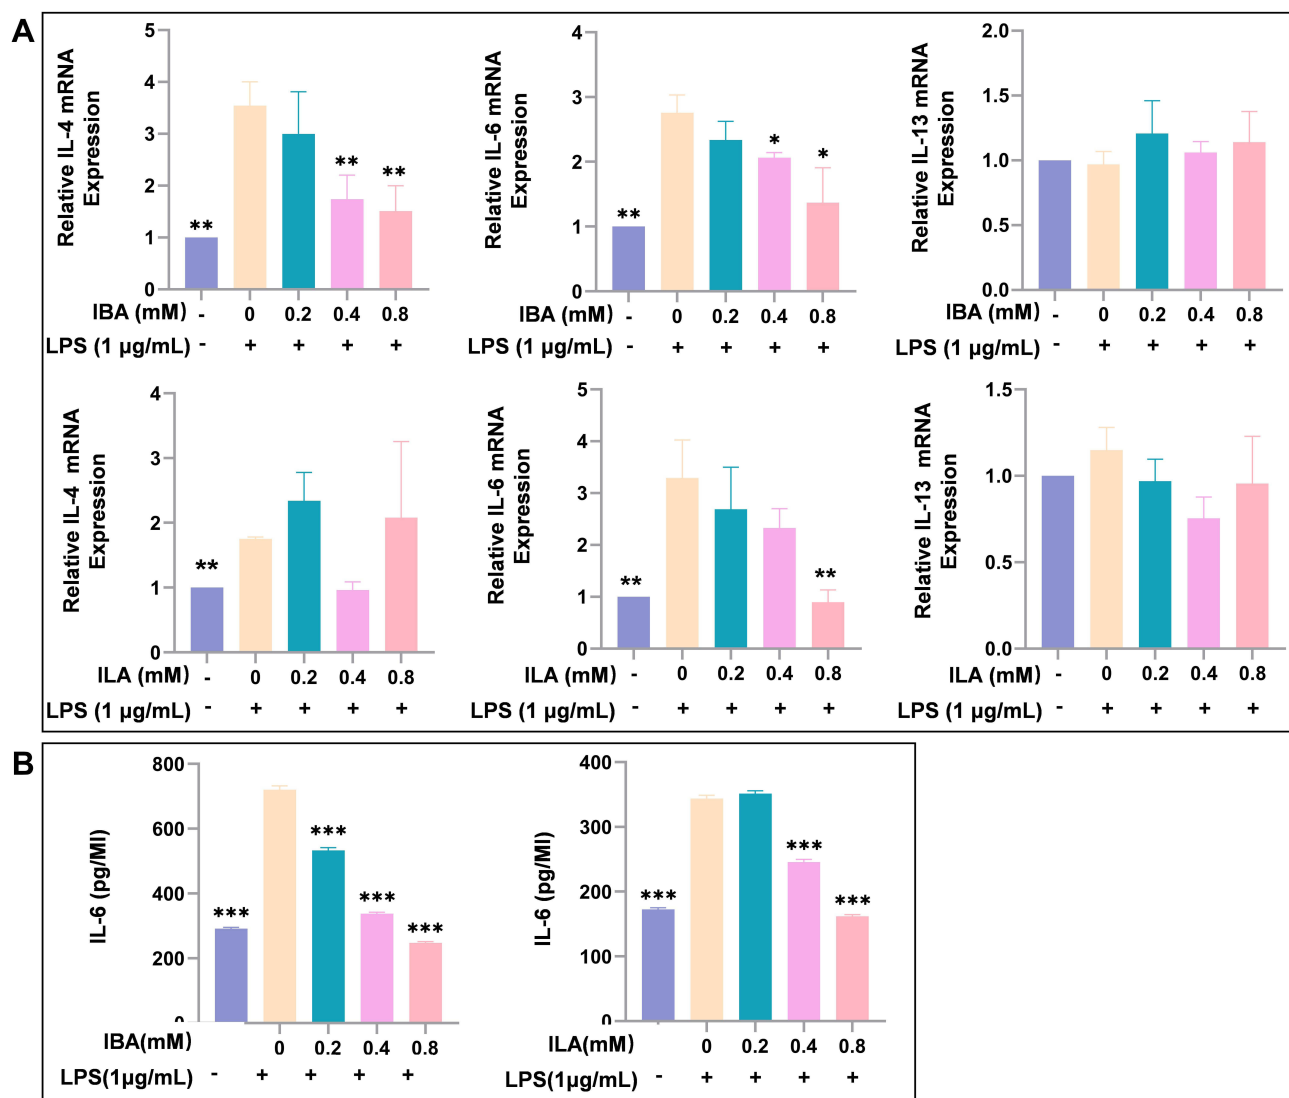 A
Relative IL-4 mRNA
Expression
5
4
3
2
1
0
** ** **
IBA (mM) - 0 0.2 0.4 0.8
LPS (1 µg/mL) - + + + +
Relative IL-6 mRNA
Expression
4
3
2
1
0
** * *
IBA (mM) - 0 0.2 0.4 0.8
LPS (1 µg/mL) - + + + +
Relative IL-13 mRNA
Expression
2.0
1.5
1.0
0.5
0.0
IBA (mM) - 0 0.2 0.4 0.8
LPS (1 µg/mL) - + + + +
Relative IL-4 mRNA
Expression
4
3
2
1
0
**
ILA (mM) - 0 0.2 0.4 0.8
LPS (1 µg/mL) - + + + +
Relative IL-6 mRNA
Expression
5
4
3
2
1
0
** **
ILA (mM) - 0 0.2 0.4 0.8
LPS (1 µg/mL) - + + + +
Relative IL-13 mRNA
Expression
1.5
1.0
0.5
0.0
ILA (mM) - 0 0.2 0.4 0.8
LPS (1 µg/mL) - + + + +
B
IL-6 (pg/Ml)
800
600
400
200
0
*** *** *** ***
IBA(mM) 0 0.2 0.4 0.8
LPS(1µg/mL) - + + + +
IL-6 (pg/Ml)
400
300
200
100
0
*** *** ***
ILA(mM) 0 0.2 0.4 0.8
LPS(1µg/mL) - + + + +